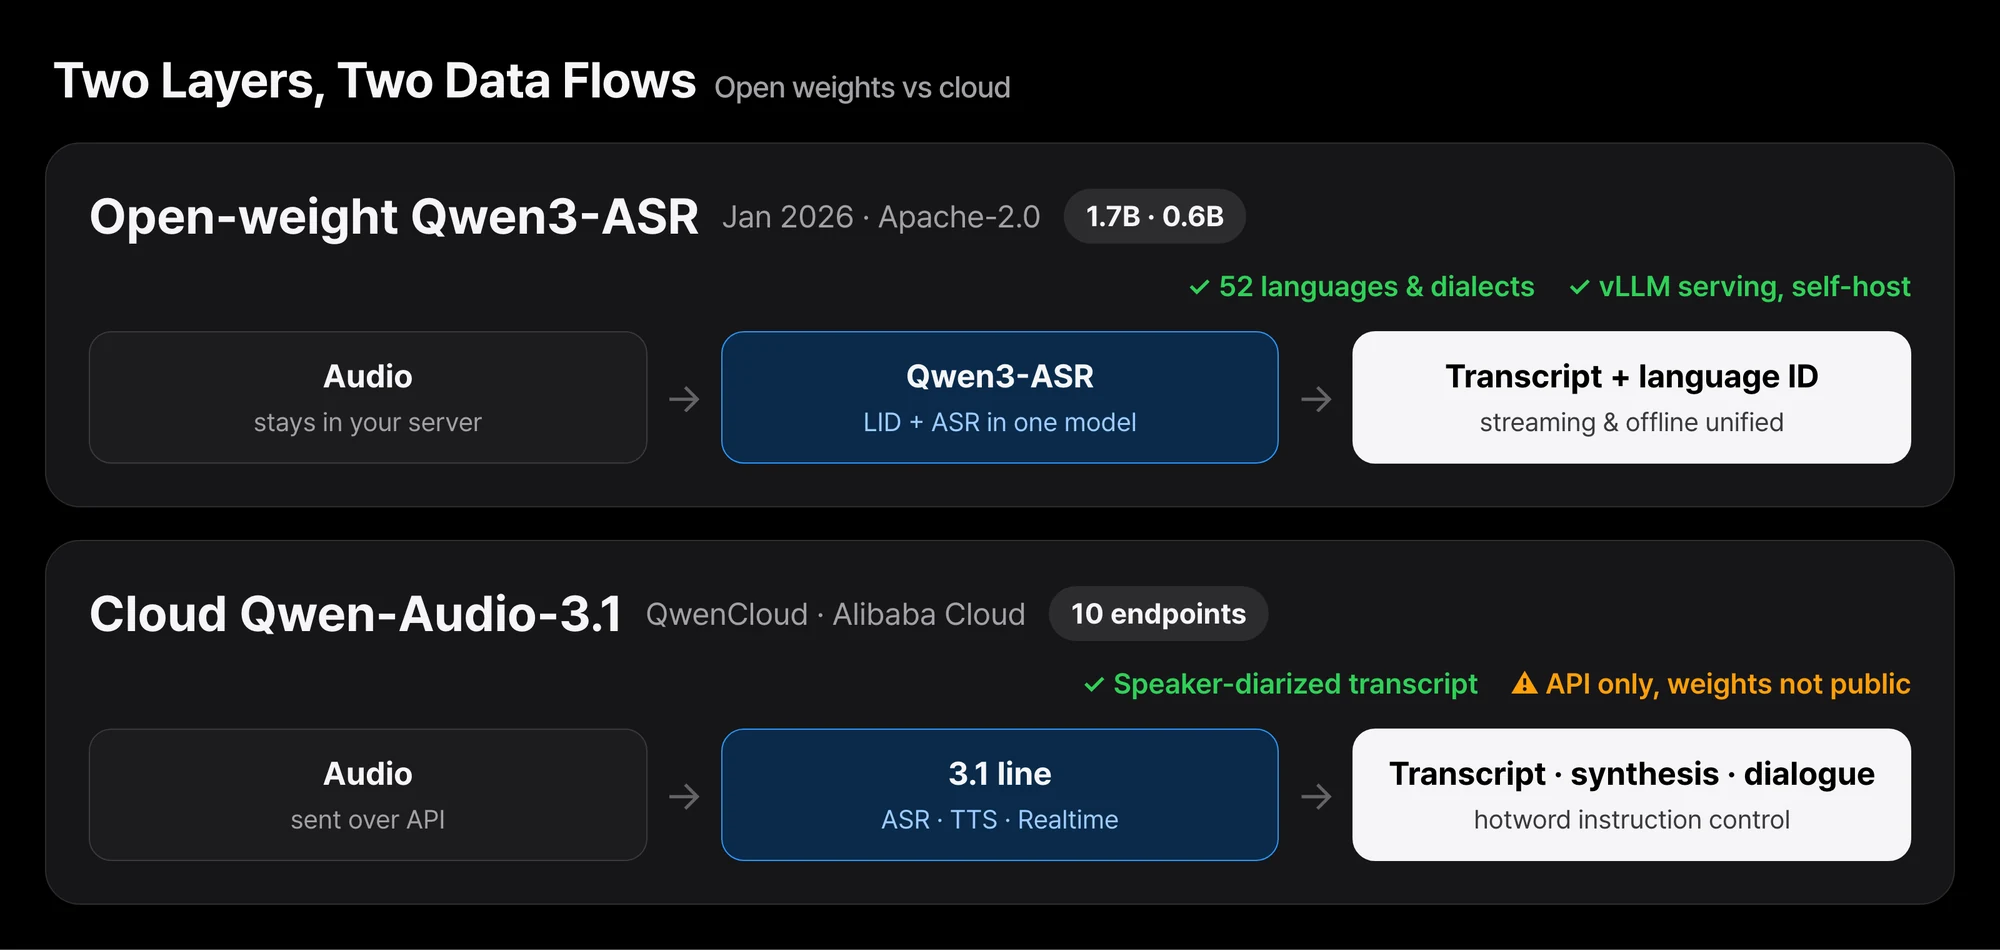 Two Layers, Two Data Flows Open weights vs cloud
Open-weight Qwen3-ASR Jan 2026 · Apache-2.0 1.7B · 0.6B
✓ 52 languages & dialects ✓ vLLM serving, self-host
Audio → Qwen3-ASR → Transcript + language ID
stays in your server LID + ASR in one model streaming & offline unified
Cloud Qwen-Audio-3.1 QwenCloud · Alibaba Cloud 10 endpoints
✓ Speaker-diarized transcript ⚠ API only, weights not public
Audio → 3.1 line → Transcript · synthesis · dialogue
sent over API ASR · TTS · Realtime hotword instruction control